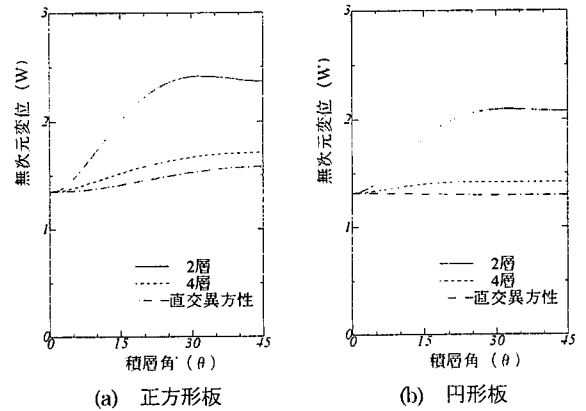 3
無次元変位 (W)
2
1
0
2層
4層
直交異方性
0 15 30 45
積層角 (θ)
(a) 正方形板
3
無次元変位 (W)
2
1
0
2層
4層
直交異方性
0 15 30 45
積層角 (θ)
(b) 円形板